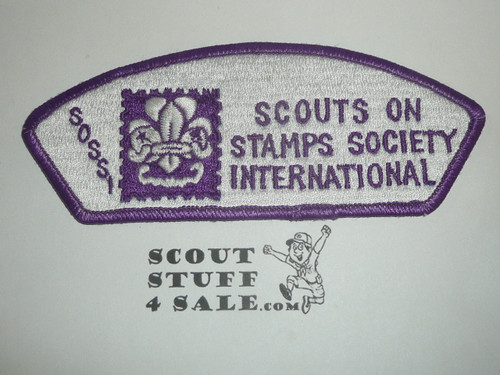 SOSSI
SCOUTS ON
STAMPS SOCIETY
INTERNATIONAL
SCOUT
STUFF
4 SALE.COM